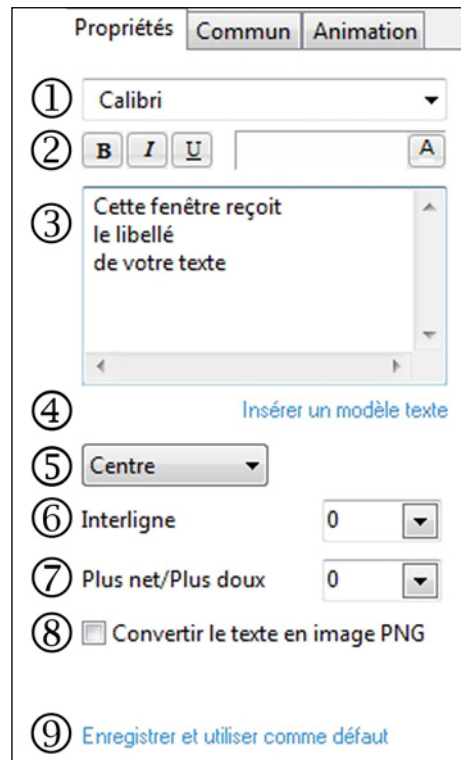 Propriétés Commun Animation
① Calibri
② B I U A
③ Cette fenêtre reçoit
le libellé
de votre texte
④ Insérer un modèle texte
⑤ Centre
⑥ Interligne 0
⑦ Plus net/Plus doux 0
⑧ Convertir le texte en image PNG
⑨ Enregistrer et utiliser comme défaut